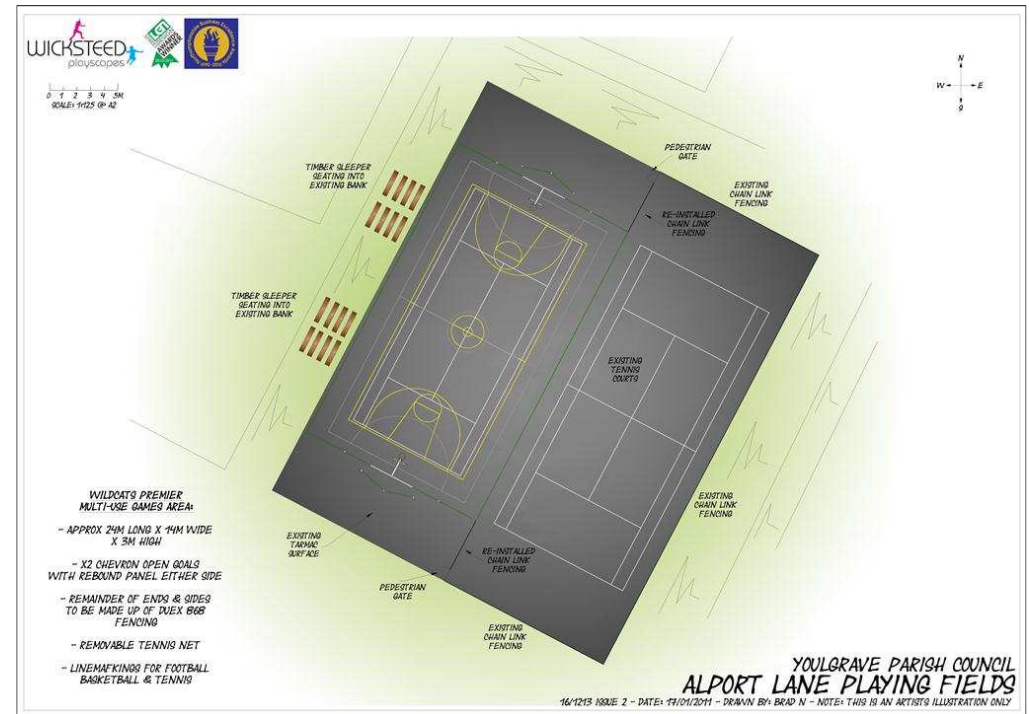 WICKSTEED
playscapes
LCI
AWARDS
WINNER
0 1 2 3 4 5M
SCALE: 1:125 @ A2
N
W E
S
PEDESTRIAN
GATE
TIMBER SLEEPER
SEATING INTO
EXISTING BANK
EXISTING
CHAIN LINK
FENCING
RE-INSTALLED
CHAIN LINK
FENCING
TIMBER SLEEPER
SEATING INTO
EXISTING BANK
EXISTING
TENNIS
COURTS
WILDCATS PREMIER
MULTI-USE GAMES AREA:
- APPROX 24M LONG X 14M WIDE
X 3M HIGH
- X2 CHEVRON OPEN GOALS
WITH REBOUND PANEL EITHER SIDE
- REMAINDER OF ENDS & SIDES
TO BE MADE UP OF DUEX 868
FENCING
- REMOVABLE TENNIS NET
- LINEMAFKINGS FOR FOOTBALL
BASKETBALL & TENNIS
EXISTING
TARMAC
SURFACE
EXISTING
CHAIN LINK
FENCING
RE-INSTALLED
CHAIN LINK
FENCING
PEDESTRIAN
GATE
EXISTING
CHAIN LINK
FENCING
YOULGRAVE PARISH COUNCIL
ALPORT LANE PLAYING FIELDS
16/1213 ISSUE 2 - DATE: 17/01/2011 - DRAWN BY: BRAD N - NOTE: THIS IS AN ARTISTS ILLUSTRATION ONLY